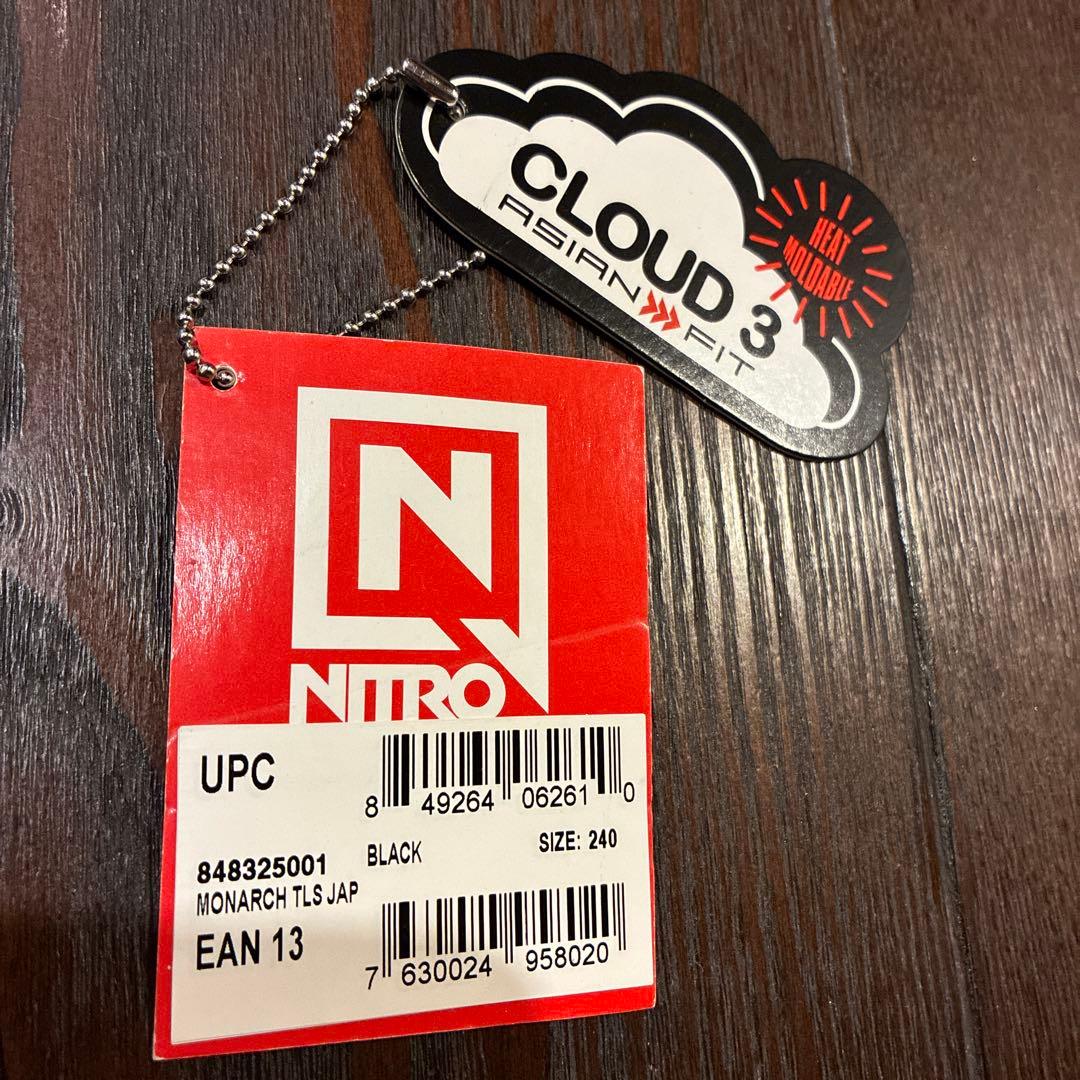 CLOUD 3
ASIAN FIT
HEAT
MOLDABLE
N
NITRO
UPC
8 49264 06261 0
848325001 BLACK SIZE: 240
MONARCH TLS JAP
EAN 13
7 630024 958020